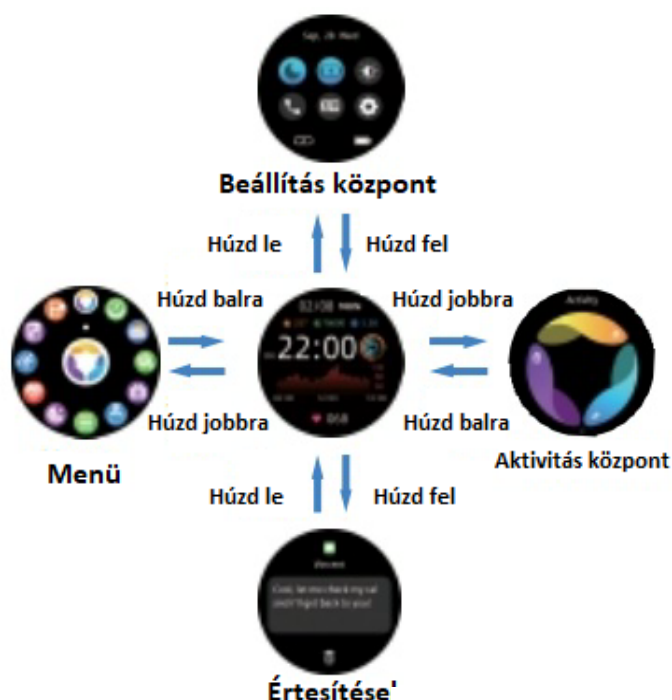 Beállítás központ
Húzd le Húzd fel
Húzd balra Húzd jobbra
22:00
Húzd jobbra Húzd balra
Menü Aktivitás központ
Húzd le Húzd fel
Értesítése'